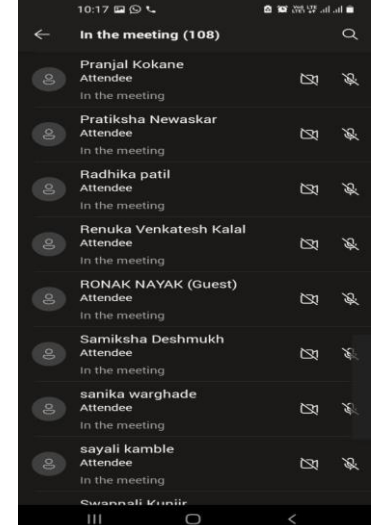 10:17
In the meeting (108)
Pranjal Kokane
Attendee
In the meeting
Pratiksha Newaskar
Attendee
In the meeting
Radhika patil
Attendee
In the meeting
Renuka Venkatesh Kalal
Attendee
In the meeting
RONAK NAYAK (Guest)
Attendee
In the meeting
Samiksha Deshmukh
Attendee
In the meeting
sanika warghade
Attendee
In the meeting
sayali kamble
Attendee
In the meeting
Swapnali Kunjir